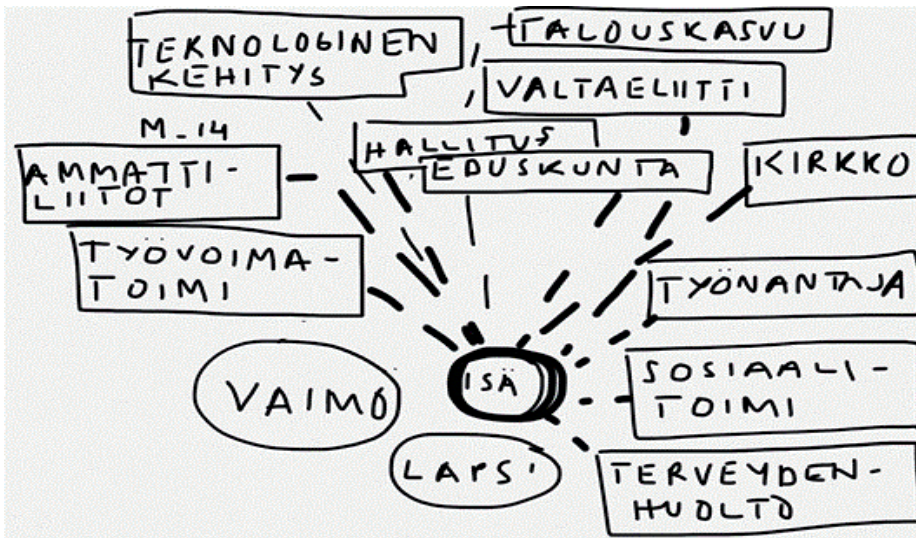 TEKNOLOGINEN
KEHITYS
TALOUSKASVU
VALTAELIITTI
M-14
HALLITUS
EDUSKUNTA
KIRKKO
AMMATTI-
LIITOT
TYÖVOIMA-
TOIMI
TYÖNANTAJA
ISÄ
VAIMO
SOSIAALI-
TOIMI
LAPSI
TERVEYDEN-
HUOLTO